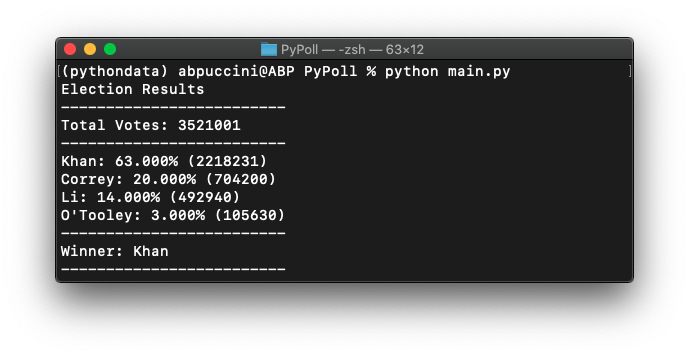 PyPoll — -zsh — 63×12
[(pythondata) abpuccini@ABP PyPoll % python main.py ]
Election Results
-------------------------
Total Votes: 3521001
-------------------------
Khan: 63.000% (2218231)
Correy: 20.000% (704200)
Li: 14.000% (492940)
O'Tooley: 3.000% (105630)
-------------------------
Winner: Khan
-------------------------